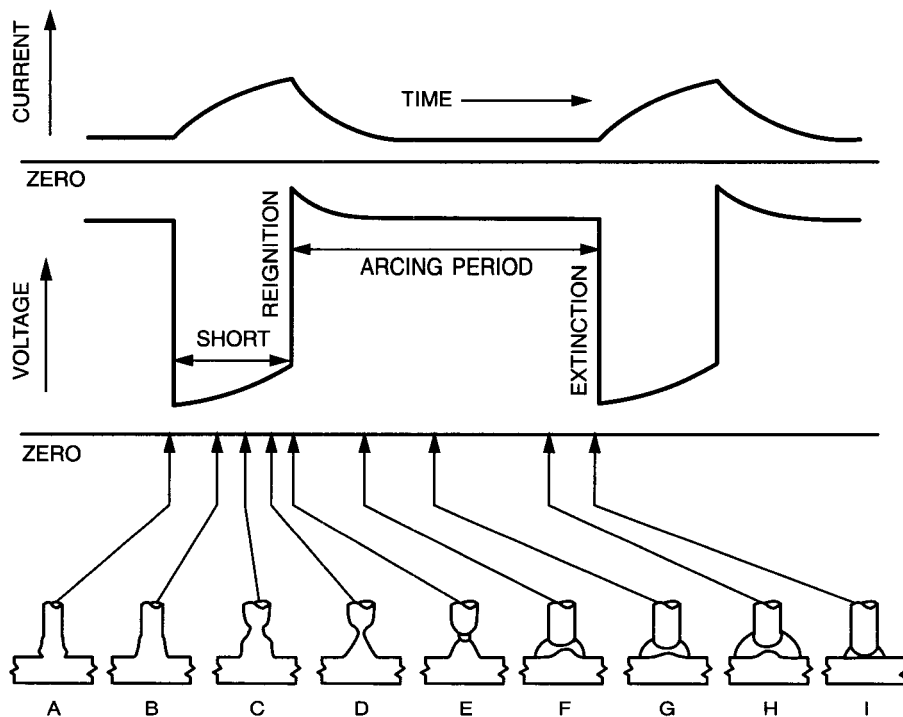 CURRENT
TIME
ZERO
REIGNITION
ARCING PERIOD
EXTINCTION
SHORT
VOLTAGE
ZERO
A B C D E F G H I